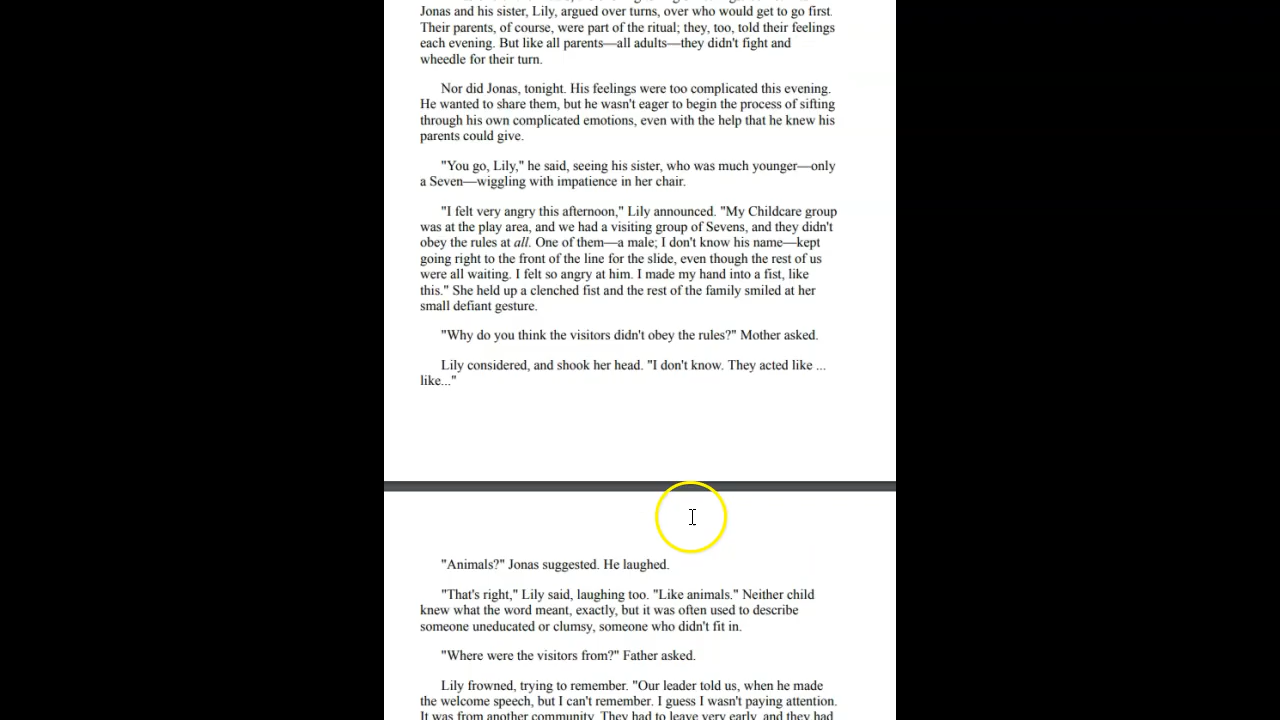 Jonas and his sister, Lily, argued over turns, over who would get to go first.
Their parents, of course, were part of the ritual; they, too, told their feelings
each evening. But like all parents—all adults—they didn't fight and
wheedle for their turn.
Nor did Jonas, tonight. His feelings were too complicated this evening.
He wanted to share them, but he wasn't eager to begin the process of sifting
through his own complicated emotions, even with the help that he knew his
parents could give.
"You go, Lily," he said, seeing his sister, who was much younger—only
a Seven—wiggling with impatience in her chair.
"I felt very angry this afternoon," Lily announced. "My Childcare group
was at the play area, and we had a visiting group of Sevens, and they didn't
obey the rules at all. One of them—a male; I don't know his name—kept
going right to the front of the line for the slide, even though the rest of us
were all waiting. I felt so angry at him. I made my hand into a fist, like
this." She held up a clenched fist and the rest of the family smiled at her
small defiant gesture.
"Why do you think the visitors didn't obey the rules?" Mother asked.
Lily considered, and shook her head. "I don't know. They acted like ...
like..."
"Animals?" Jonas suggested. He laughed.
"That's right," Lily said, laughing too. "Like animals." Neither child
knew what the word meant, exactly, but it was often used to describe
someone uneducated or clumsy, someone who didn't fit in.
"Where were the visitors from?" Father asked.
Lily frowned, trying to remember. "Our leader told us, when he made
the welcome speech, but I can't remember. I guess I wasn't paying attention.
It was from another community. They had to leave very early, and they had